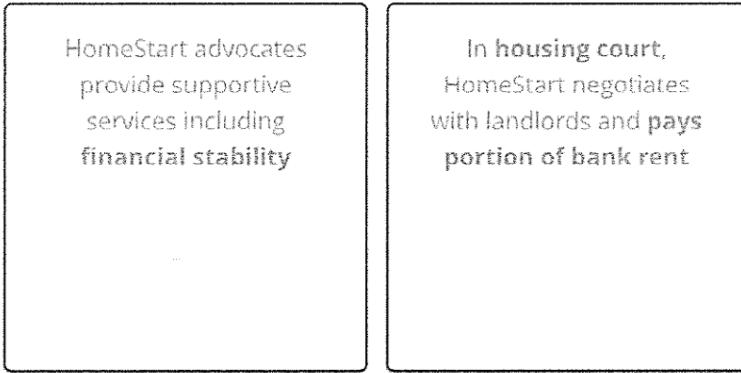 HomeStart advocates
provide supportive
services including
financial stability
In housing court,
HomeStart negotiates
with landlords and pays
portion of bank rent